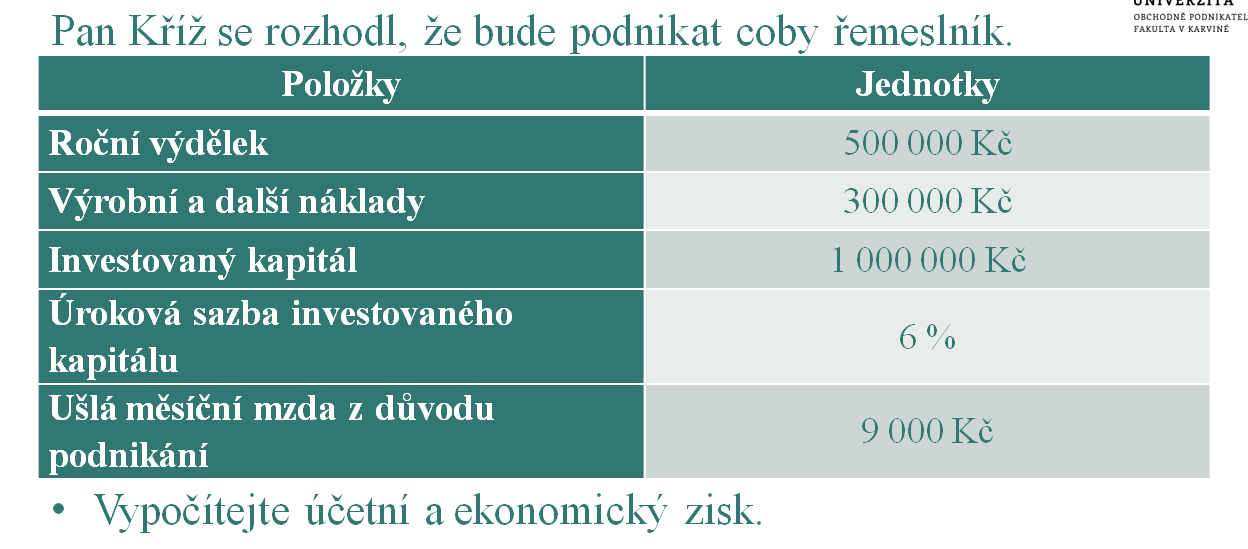 UNIVERZITA
OBCHODNĚ PODNIKATEL
FAKULTA V KARVINÉ
Pan Kříž se rozhodl, že bude podnikat coby řemeslník.
Položky Jednotky
Roční výdělek 500 000 Kč
Výrobní a další náklady 300 000 Kč
Investovaný kapitál 1 000 000 Kč
Úroková sazba investovaného
kapitálu 6 %
Ušlá měsíční mzda z důvodu
podnikání 9 000 Kč
• Vypočítejte účetní a ekonomický zisk.